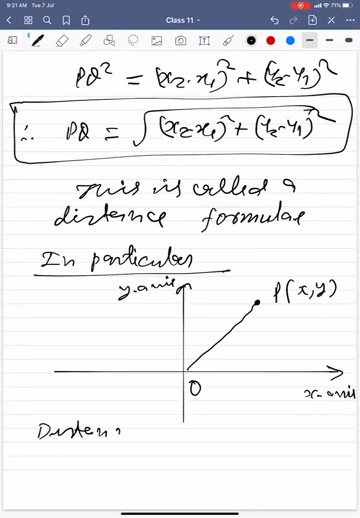 9:21 AM Tue 7 Jul
71%
Class 11
PQ² = (x₂-x₁)² + (y₂-y₁)²
∴ PQ = √(x₂-x₁)² + (y₂-y₁)²
This is called a
distance formulae
In particular
y-axis
P(x,y)
O
x-axis
Distan